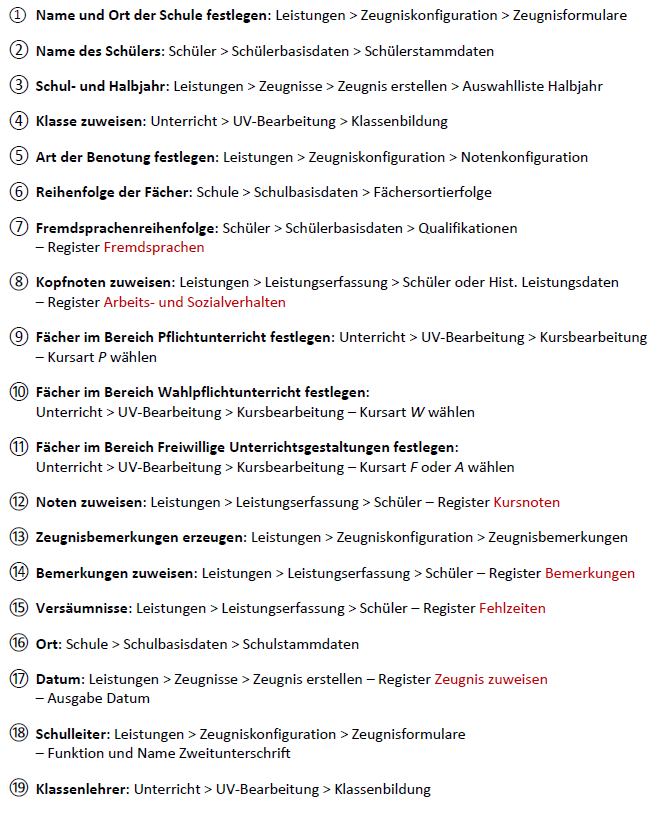 ① Name und Ort der Schule festlegen: Leistungen > Zeugniskonfiguration > Zeugnisformulare
② Name des Schülers: Schüler > Schülerbasisdaten > Schülerstammdaten
③ Schul- und Halbjahr: Leistungen > Zeugnisse > Zeugnis erstellen > Auswahlliste Halbjahr
④ Klasse zuweisen: Unterricht > UV-Bearbeitung > Klassenbildung
⑤ Art der Benotung festlegen: Leistungen > Zeugniskonfiguration > Notenkonfiguration
⑥ Reihenfolge der Fächer: Schule > Schulbasisdaten > Fächersortierfolge
⑦ Fremdsprachenreihenfolge: Schüler > Schülerbasisdaten > Qualifikationen
– Register Fremdsprachen
⑧ Kopfnoten zuweisen: Leistungen > Leistungserfassung > Schüler oder Hist. Leistungsdaten
– Register Arbeits- und Sozialverhalten
⑨ Fächer im Bereich Pflichtunterricht festlegen: Unterricht > UV-Bearbeitung > Kursbearbeitung
– Kursart P wählen
⑩ Fächer im Bereich Wahlpflichtunterricht festlegen:
Unterricht > UV-Bearbeitung > Kursbearbeitung – Kursart W wählen
⑪ Fächer im Bereich Freiwillige Unterrichtsgestaltungen festlegen:
Unterricht > UV-Bearbeitung > Kursbearbeitung – Kursart F oder A wählen
⑫ Noten zuweisen: Leistungen > Leistungserfassung > Schüler – Register Kursnoten
⑬ Zeugnisbemerkungen erzeugen: Leistungen > Zeugniskonfiguration > Zeugnisbemerkungen
⑭ Bemerkungen zuweisen: Leistungen > Leistungserfassung > Schüler – Register Bemerkungen
⑮ Versäumnisse: Leistungen > Leistungserfassung > Schüler – Register Fehlzeiten
⑯ Ort: Schule > Schulbasisdaten > Schulstammdaten
⑰ Datum: Leistungen > Zeugnisse > Zeugnis erstellen – Register Zeugnis zuweisen
– Ausgabe Datum
⑱ Schulleiter: Leistungen > Zeugniskonfiguration > Zeugnisformulare
– Funktion und Name Zweitunterschrift
⑲ Klassenlehrer: Unterricht > UV-Bearbeitung > Klassenbildung